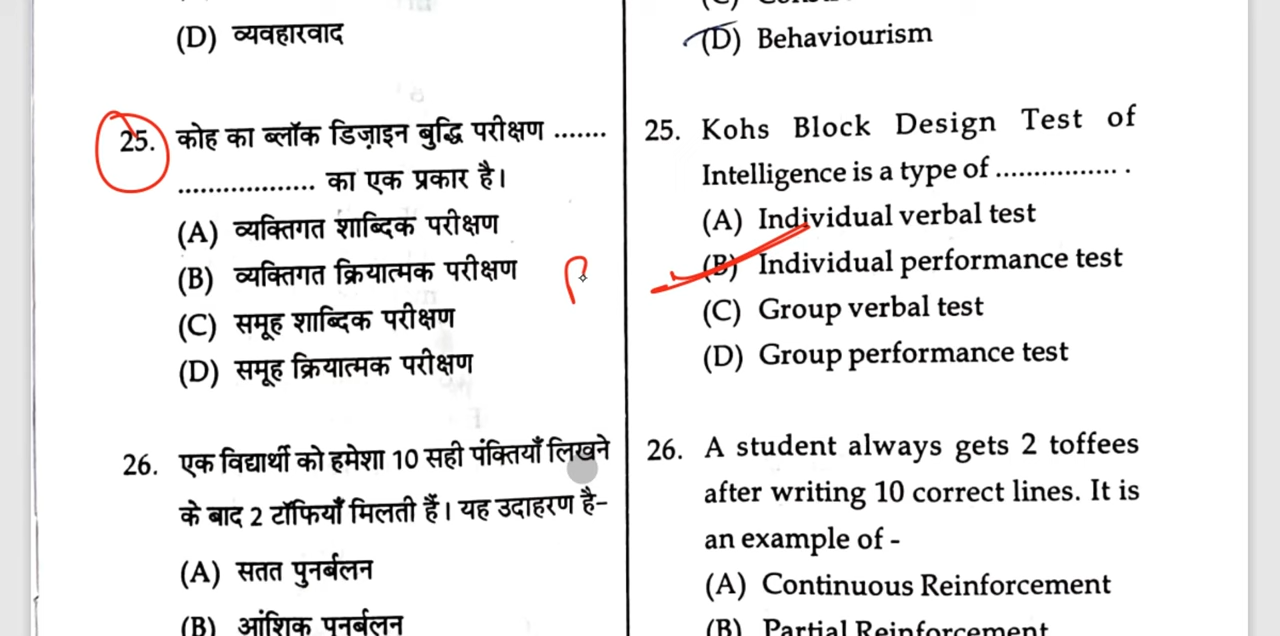 (D) व्यवहारवाद
25. कोह का ब्लॉक डिज़ाइन बुद्धि परीक्षण .......
................... का एक प्रकार है।
(A) व्यक्तिगत शाब्दिक परीक्षण
(B) व्यक्तिगत क्रियात्मक परीक्षण
(C) समूह शाब्दिक परीक्षण
(D) समूह क्रियात्मक परीक्षण
26. एक विद्यार्थी को हमेशा 10 सही पंक्तियाँ लिखने
के बाद 2 टॉफियाँ मिलती हैं। यह उदाहरण है-
(A) सतत पुनर्बलन
(B) आंशिक पुनर्बलन
(D) Behaviourism
25. Kohs Block Design Test of
Intelligence is a type of ................. .
(A) Individual verbal test
(B) Individual performance test
(C) Group verbal test
(D) Group performance test
26. A student always gets 2 toffees
after writing 10 correct lines. It is
an example of -
(A) Continuous Reinforcement
(B) Partial Reinforcement